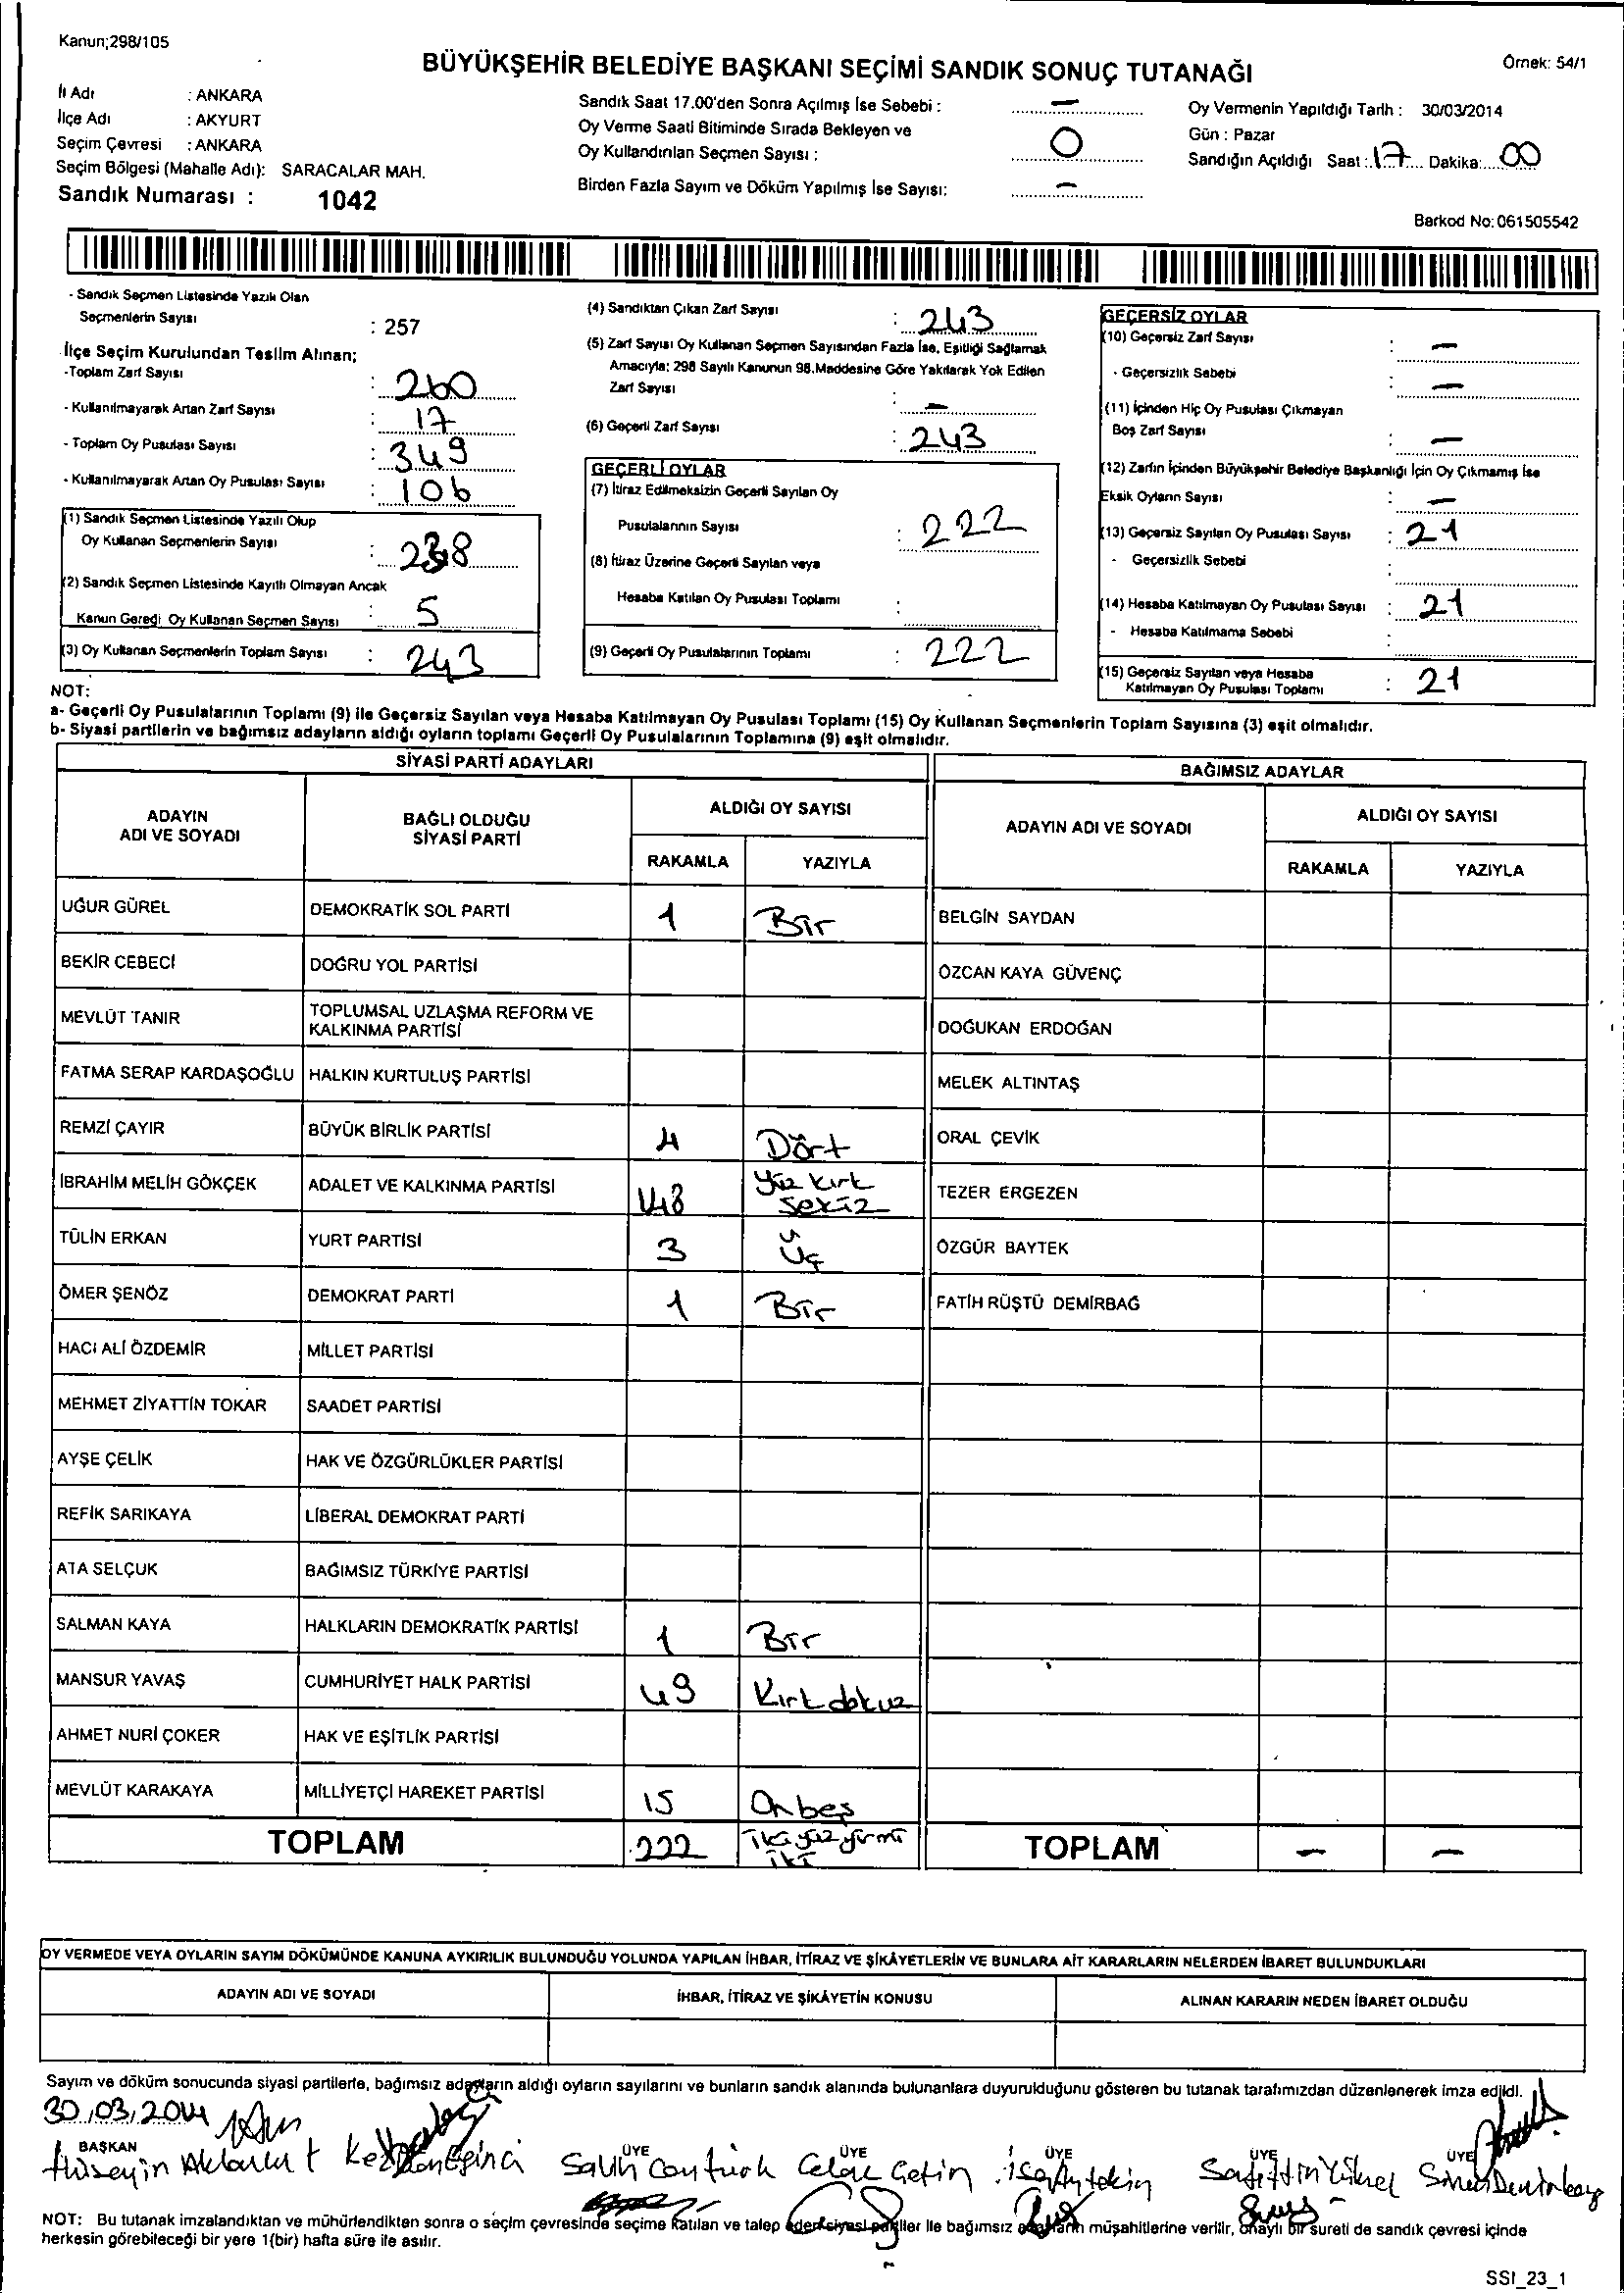 Kanun;298/105
BÜYÜKŞEHİR BELEDİYE BAŞKANI SEÇİMİ SANDIK SONUÇ TUTANAĞI
Örnek: 54/1
İl Adı : ANKARA
İlçe Adı : AKYURT
Seçim Çevresi : ANKARA
Seçim Bölgesi (Mahalle Adı): SARACALAR MAH.
Sandık Numarası : 1042
Sandık Saat 17.00'den Sonra Açılmış İse Sebebi : –
Oy Verme Saati Bitiminde Sırada Bekleyen ve
Oy Kullandırılan Seçmen Sayısı : 0
Birden Fazla Sayım ve Döküm Yapılmış İse Sayısı: –
Oy Vermenin Yapıldığı Tarih : 30/03/2014
Gün : Pazar
Sandığın Açıldığı Saat : 17 Dakika: 00
Barkod No: 061505542
- Sandık Seçmen Listesinde Yazılı Olan
Seçmenlerin Sayısı : 257
İlçe Seçim Kurulundan Teslim Alınan;
-Toplam Zarf Sayısı : 260
- Kullanılmayarak Artan Zarf Sayısı : 17
- Toplam Oy Pusulası Sayısı : 349
- Kullanılmayarak Artan Oy Pusulası Sayısı : 106
(1) Sandık Seçmen Listesinde Yazılı Olup
Oy Kullanan Seçmenlerin Sayısı : 238
(2) Sandık Seçmen Listesinde Kayıtlı Olmayan Ancak
Kanun Gereği Oy Kullanan Seçmen Sayısı : 5
(3) Oy Kullanan Seçmenlerin Toplam Sayısı : 243
(4) Sandıktan Çıkan Zarf Sayısı : 243
(5) Zarf Sayısı Oy Kullanan Seçmen Sayısından Fazla İse, Eşitliği Sağlamak
Amacıyla; 298 Sayılı Kanunun 98.Maddesine Göre Yakılarak Yok Edilen
Zarf Sayısı : –
(6) Geçerli Zarf Sayısı : 243
GEÇERLİ OYLAR
(7) İtiraz Edilmeksizin Geçerli Sayılan Oy
Pusulalarının Sayısı : 222
(8) İtiraz Üzerine Geçerli Sayılan veya
Hesaba Katılan Oy Pusulası Toplamı :
(9) Geçerli Oy Pusulalarının Toplamı : 222
GEÇERSİZ OYLAR
(10) Geçersiz Zarf Sayısı : –
- Geçersizlik Sebebi : –
(11) İçinden Hiç Oy Pusulası Çıkmayan
Boş Zarf Sayısı : –
(12) Zarfın İçinden Büyükşehir Belediye Başkanlığı İçin Oy Çıkmamış İse
Eksik Oyların Sayısı : –
(13) Geçersiz Sayılan Oy Pusulası Sayısı : 21
- Geçersizlik Sebebi :
(14) Hesaba Katılmayan Oy Pusulası Sayısı : 21
- Hesaba Katılmama Sebebi :
(15) Geçersiz Sayılan veya Hesaba
Katılmayan Oy Pusulası Toplamı : 21
NOT:
a- Geçerli Oy Pusulalarının Toplamı (9) ile Geçersiz Sayılan veya Hesaba Katılmayan Oy Pusulası Toplamı (15) Oy Kullanan Seçmenlerin Toplam Sayısına (3) eşit olmalıdır.
b- Siyasi partilerin ve bağımsız adayların aldığı oyların toplamı Geçerli Oy Pusulalarının Toplamına (9) eşit olmalıdır.
SİYASİ PARTİ ADAYLARI
ADAYIN ADI VE SOYADI BAĞLI OLDUĞU SİYASİ PARTİ ALDIĞI OY SAYISI
RAKAMLA YAZIYLA
UĞUR GÜREL DEMOKRATİK SOL PARTİ 1 Bir
BEKİR CEBECİ DOĞRU YOL PARTİSİ
MEVLÜT TANIR TOPLUMSAL UZLAŞMA REFORM VE
KALKINMA PARTİSİ
FATMA SERAP KARDAŞOĞLU HALKIN KURTULUŞ PARTİSİ
REMZİ ÇAYIR BÜYÜK BİRLİK PARTİSİ 4 Dört
İBRAHİM MELİH GÖKÇEK ADALET VE KALKINMA PARTİSİ 148 Yüz kırk
sekiz
TÜLİN ERKAN YURT PARTİSİ 3 Üç
ÖMER ŞENÖZ DEMOKRAT PARTİ 1 Bir
HACI ALİ ÖZDEMİR MİLLET PARTİSİ
MEHMET ZİYATTİN TOKAR SAADET PARTİSİ
AYŞE ÇELİK HAK VE ÖZGÜRLÜKLER PARTİSİ
REFİK SARIKAYA LİBERAL DEMOKRAT PARTİ
ATA SELÇUK BAĞIMSIZ TÜRKİYE PARTİSİ
SALMAN KAYA HALKLARIN DEMOKRATİK PARTİSİ 1 Bir
MANSUR YAVAŞ CUMHURİYET HALK PARTİSİ 49 Kırk dokuz
AHMET NURİ ÇOKER HAK VE EŞİTLİK PARTİSİ
MEVLÜT KARAKAYA MİLLİYETÇİ HAREKET PARTİSİ 15 Onbeş
TOPLAM 222 iki yüz yirmi
iki
BAĞIMSIZ ADAYLAR
ADAYIN ADI VE SOYADI ALDIĞI OY SAYISI
RAKAMLA YAZIYLA
BELGİN SAYDAN
ÖZCAN KAYA GÜVENÇ
DOĞUKAN ERDOĞAN
MELEK ALTINTAŞ
ORAL ÇEVİK
TEZER ERGEZEN
ÖZGÜR BAYTEK
FATİH RÜŞTÜ DEMİRBAĞ
TOPLAM – –
OY VERMEDE VEYA OYLARIN SAYIM DÖKÜMÜNDE KANUNA AYKIRILIK BULUNDUĞU YOLUNDA YAPILAN İHBAR, İTİRAZ VE ŞİKÂYETLERİN VE BUNLARA AİT KARARLARIN NELERDEN İBARET BULUNDUKLARI
ADAYIN ADI VE SOYADI İHBAR, İTİRAZ VE ŞİKÂYETİN KONUSU ALINAN KARARIN NEDEN İBARET OLDUĞU
Sayım ve döküm sonucunda siyasi partilerle, bağımsız adayların aldığı oyların sayılarını ve bunların sandık alanında bulunanlara duyurulduğunu gösteren bu tutanak tarafımızdan düzenlenerek imza edildi.
30.03.2014
BAŞKAN ÜYE ÜYE ÜYE ÜYE ÜYE
Hüseyin Salih Cantürk Celal Çetin İsa Aytekin
NOT: Bu tutanak imzalandıktan ve mühürlendikten sonra o seçim çevresinde seçime katılan ve talep eden siyasi partiler ile bağımsız adayların müşahitlerine verilir, onaylı bir sureti de sandık çevresi içinde
herkesin görebileceği bir yere 1(bir) hafta süre ile asılır.
SSI_23_1